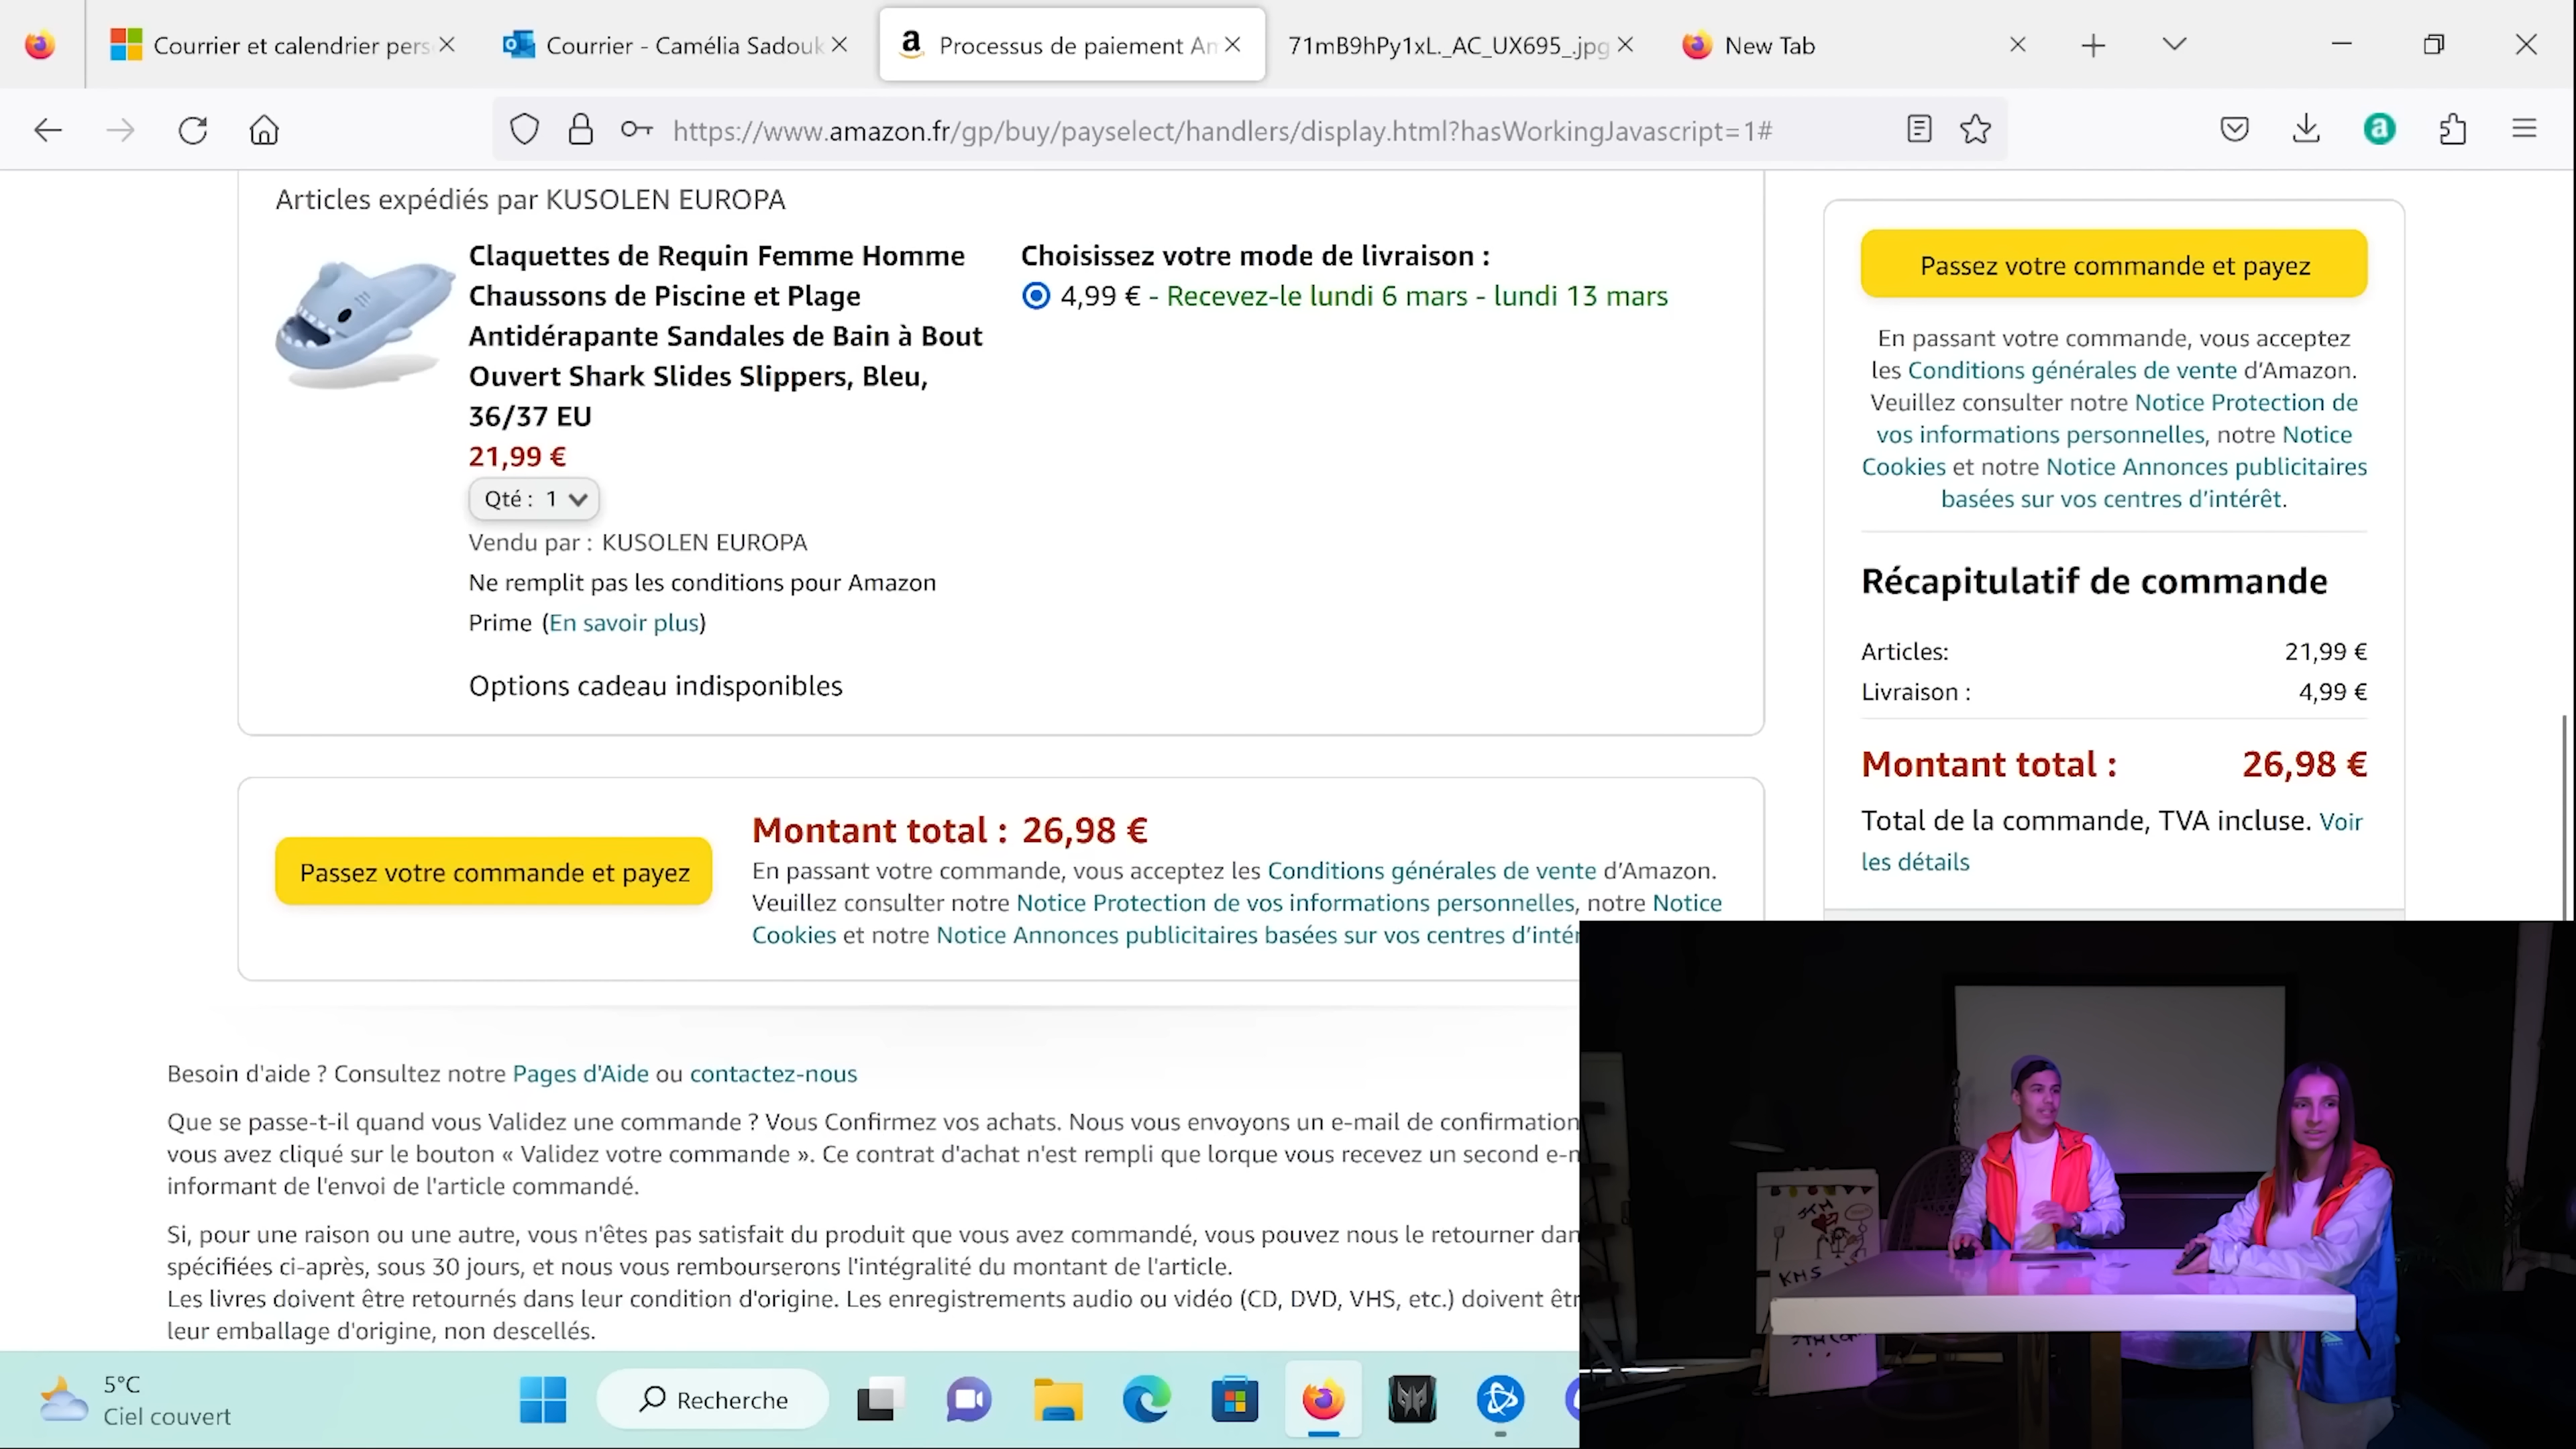 Courrier et calendrier pers
Courrier - Camélia Sadouk
Processus de paiement Am
71mB9hPy1xL._AC_UX695_.jpg
New Tab
https://www.amazon.fr/gp/buy/payselect/handlers/display.html?hasWorkingJavascript=1#
Articles expédiés par KUSOLEN EUROPA
Claquettes de Requin Femme Homme
Chaussons de Piscine et Plage
Antidérapante Sandales de Bain à Bout
Ouvert Shark Slides Slippers, Bleu,
36/37 EU
21,99 €
Qté : 1
Vendu par : KUSOLEN EUROPA
Ne remplit pas les conditions pour Amazon
Prime (En savoir plus)
Options cadeau indisponibles
Choisissez votre mode de livraison :
4,99 € - Recevez-le lundi 6 mars - lundi 13 mars
Passez votre commande et payez
En passant votre commande, vous acceptez
les Conditions générales de vente d’Amazon.
Veuillez consulter notre Notice Protection de
vos informations personnelles, notre Notice
Cookies et notre Notice Annonces publicitaires
basées sur vos centres d’intérêt.
Récapitulatif de commande
Articles: 21,99 €
Livraison : 4,99 €
Montant total : 26,98 €
Total de la commande, TVA incluse. Voir
les détails
Passez votre commande et payez
Montant total : 26,98 €
En passant votre commande, vous acceptez les Conditions générales de vente d’Amazon.
Veuillez consulter notre Notice Protection de vos informations personnelles, notre Notice
Cookies et notre Notice Annonces publicitaires basées sur vos centres d’intér
Besoin d'aide ? Consultez notre Pages d'Aide ou contactez-nous
Que se passe-t-il quand vous Validez une commande ? Vous Confirmez vos achats. Nous vous envoyons un e-mail de confirmation
vous avez cliqué sur le bouton « Validez votre commande ». Ce contrat d'achat n'est rempli que lorque vous recevez un second e-m
informant de l'envoi de l'article commandé.
Si, pour une raison ou une autre, vous n'êtes pas satisfait du produit que vous avez commandé, vous pouvez nous le retourner dan
spécifiées ci-après, sous 30 jours, et nous vous rembourserons l'intégralité du montant de l'article.
Les livres doivent être retournés dans leur condition d'origine. Les enregistrements audio ou vidéo (CD, DVD, VHS, etc.) doivent êtr
leur emballage d'origine, non descellés.
KMS
5°C
Ciel couvert
Recherche